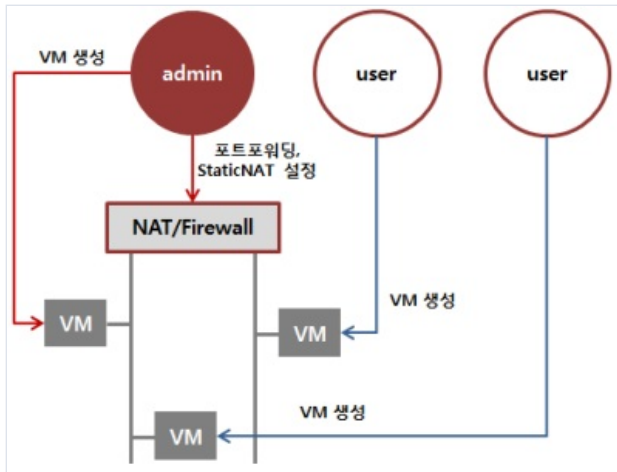 VM 생성
admin
user
user
포트포워딩,
StaticNAT 설정
NAT/Firewall
VM
VM
VM 생성
VM 생성
VM